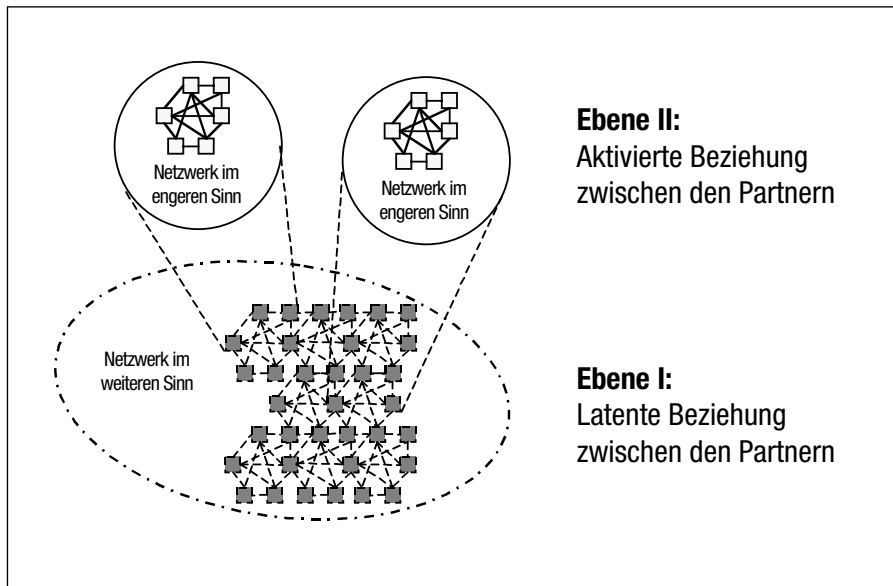 Netzwerk im
engeren Sinn
Netzwerk im
engeren Sinn
Ebene II:
Aktivierte Beziehung
zwischen den Partnern
Netzwerk im
weiteren Sinn
Ebene I:
Latente Beziehung
zwischen den Partnern